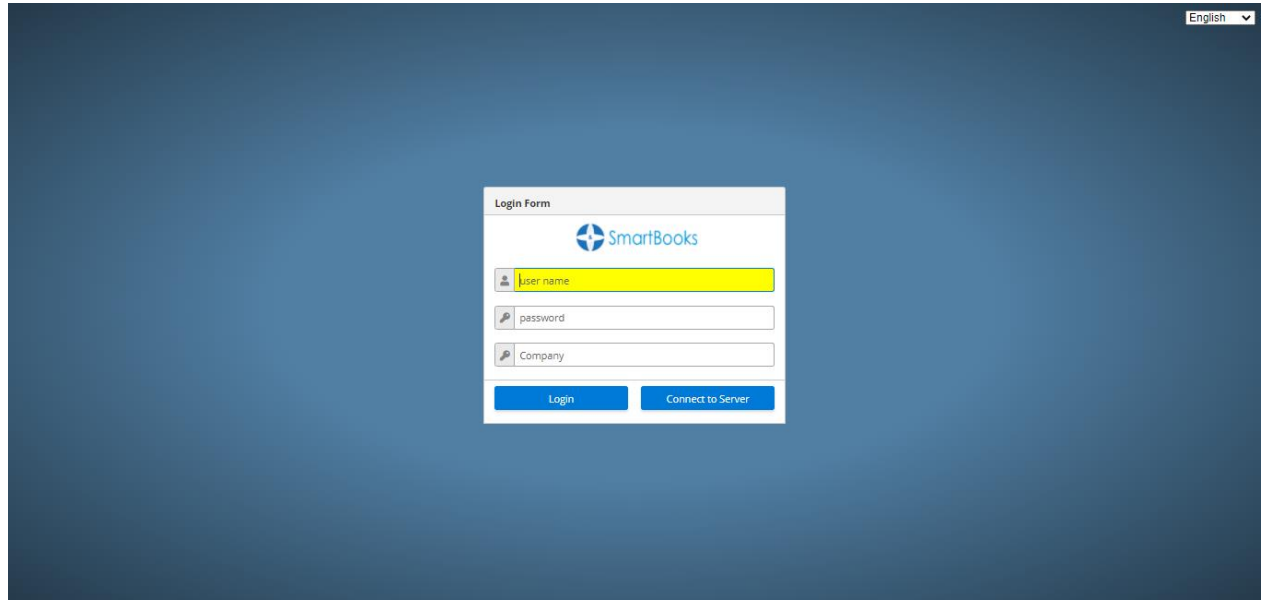 English
Login Form
SmartBooks
user name
password
Company
Login Connect to Server